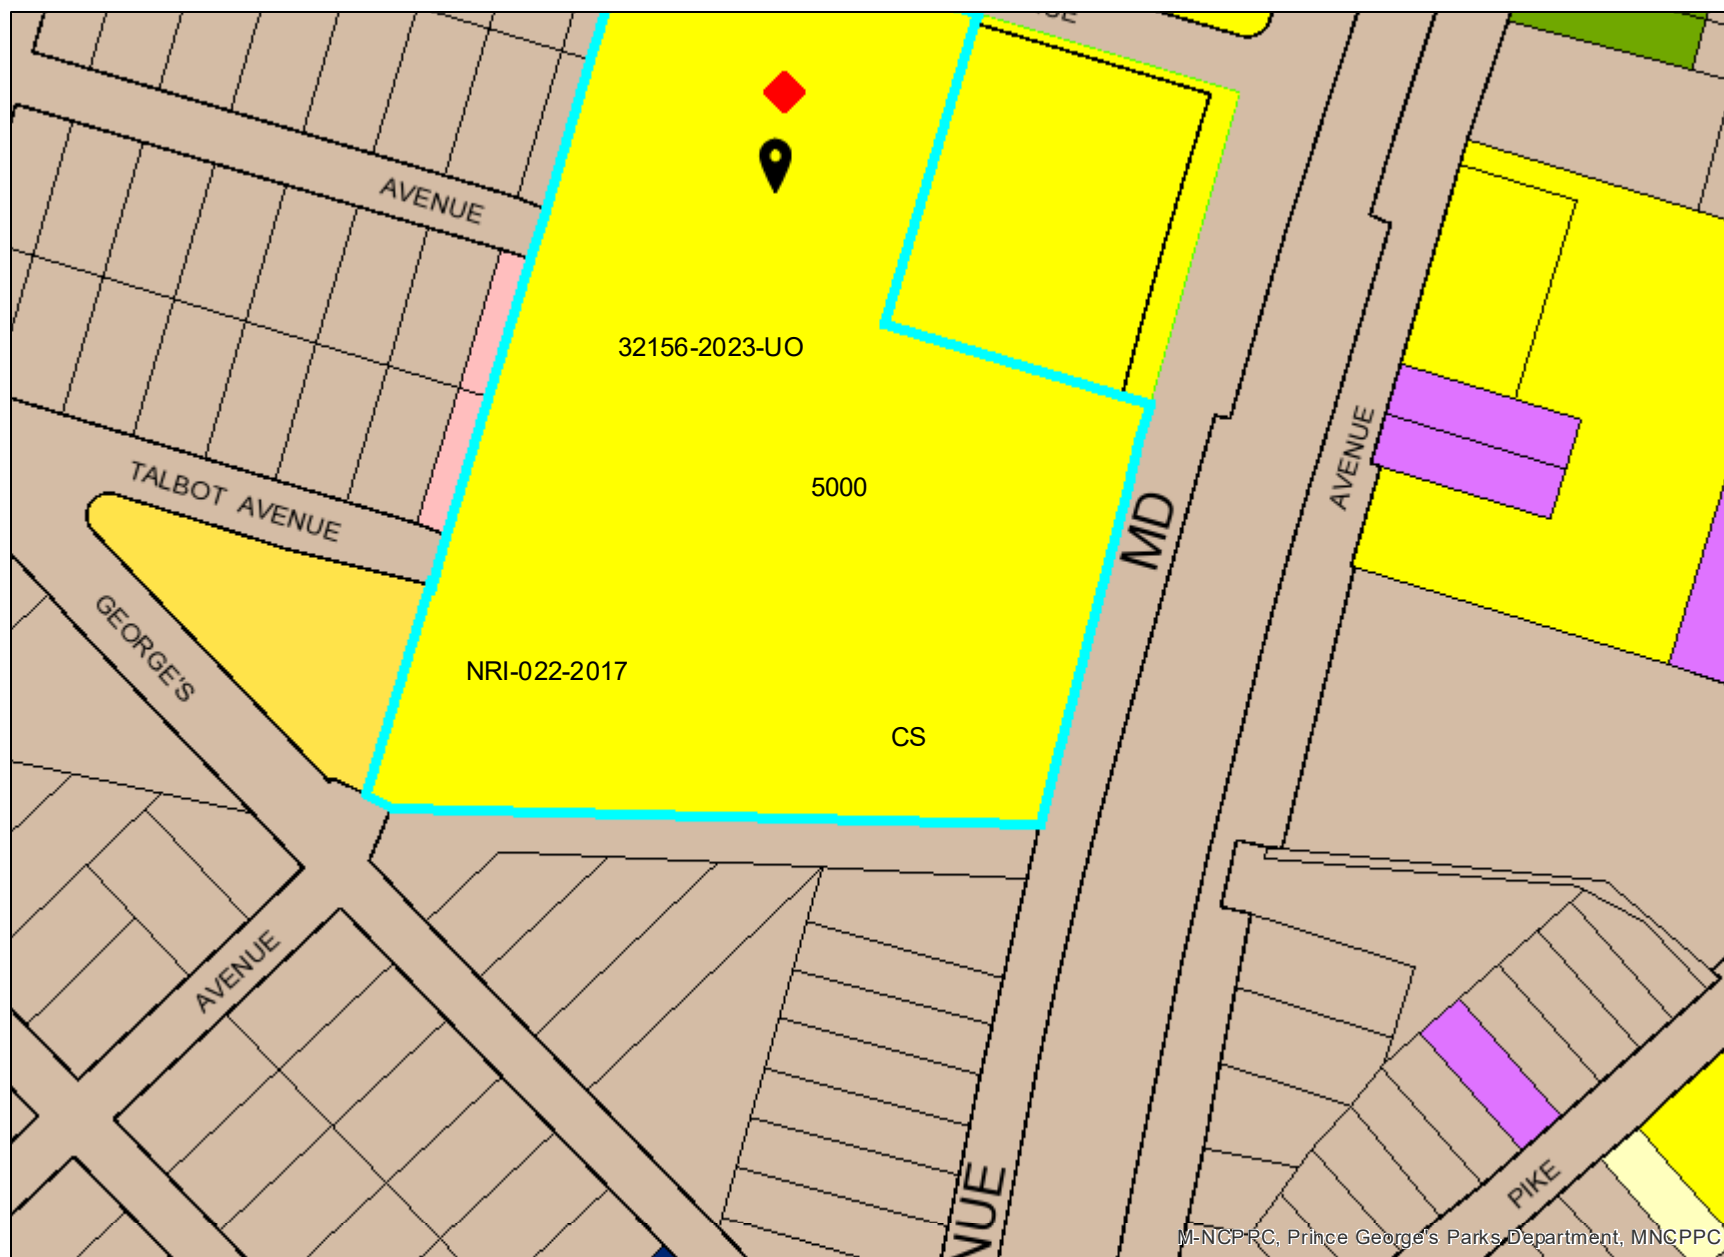 AVENUE
32156-2023-UO
AVENUE
5000
TALBOT AVENUE
MD
GEORGE'S
NRI-022-2017
CS
AVENUE
PIKE
M-NCPPC, Prince George's Parks Department, MNCPPC